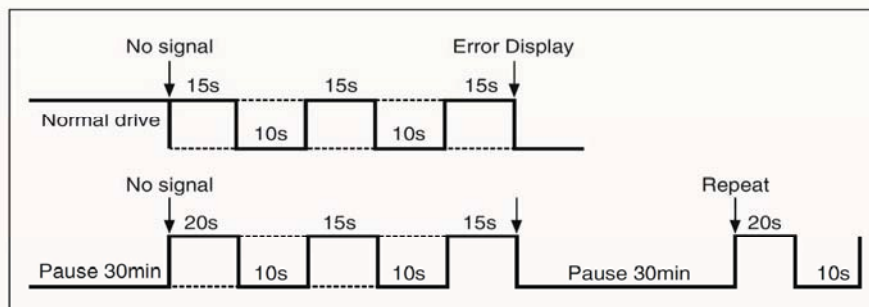 No signal Error Display
15s 15s 15s
Normal drive
10s 10s
No signal Repeat
20s 15s 15s 20s
Pause 30min 10s 10s Pause 30min 10s